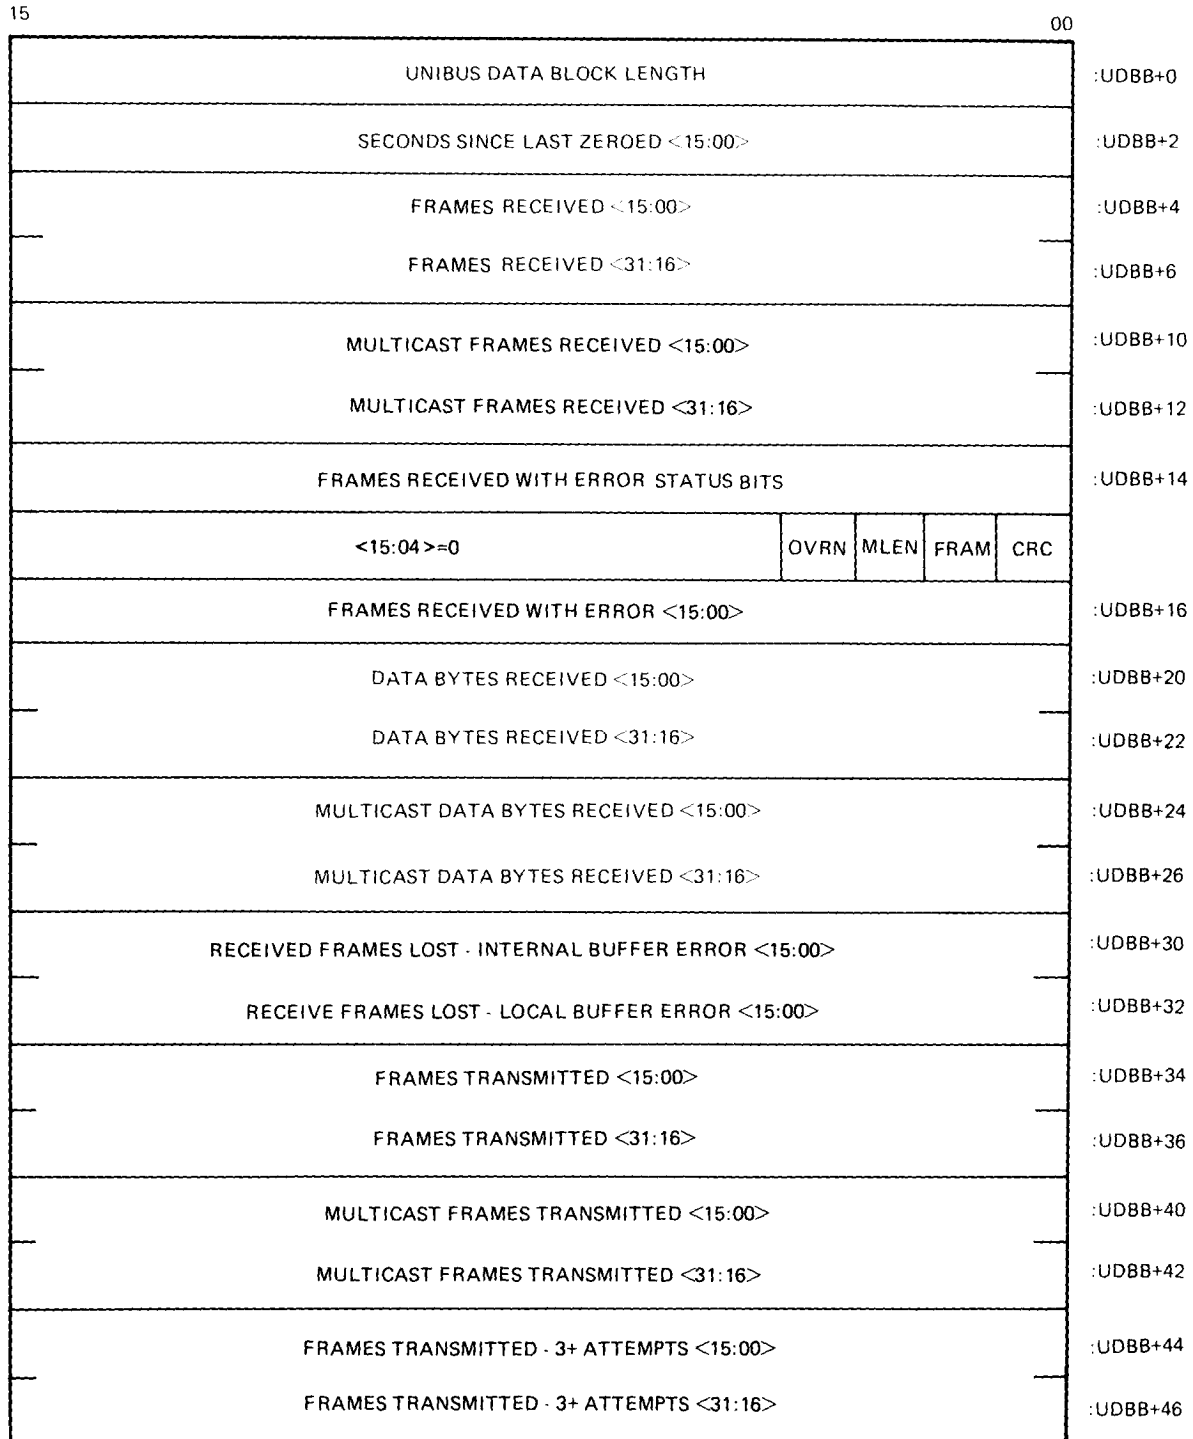 15 00
UNIBUS DATA BLOCK LENGTH :UDBB+0
SECONDS SINCE LAST ZEROED <15:00> :UDBB+2
FRAMES RECEIVED <15:00> :UDBB+4
FRAMES RECEIVED <31:16> :UDBB+6
MULTICAST FRAMES RECEIVED <15:00> :UDBB+10
MULTICAST FRAMES RECEIVED <31:16> :UDBB+12
FRAMES RECEIVED WITH ERROR STATUS BITS :UDBB+14
<15:04>=0 OVRN MLEN FRAM CRC
FRAMES RECEIVED WITH ERROR <15:00> :UDBB+16
DATA BYTES RECEIVED <15:00> :UDBB+20
DATA BYTES RECEIVED <31:16> :UDBB+22
MULTICAST DATA BYTES RECEIVED <15:00> :UDBB+24
MULTICAST DATA BYTES RECEIVED <31:16> :UDBB+26
RECEIVED FRAMES LOST - INTERNAL BUFFER ERROR <15:00> :UDBB+30
RECEIVE FRAMES LOST - LOCAL BUFFER ERROR <15:00> :UDBB+32
FRAMES TRANSMITTED <15:00> :UDBB+34
FRAMES TRANSMITTED <31:16> :UDBB+36
MULTICAST FRAMES TRANSMITTED <15:00> :UDBB+40
MULTICAST FRAMES TRANSMITTED <31:16> :UDBB+42
FRAMES TRANSMITTED - 3+ ATTEMPTS <15:00> :UDBB+44
FRAMES TRANSMITTED - 3+ ATTEMPTS <31:16> :UDBB+46